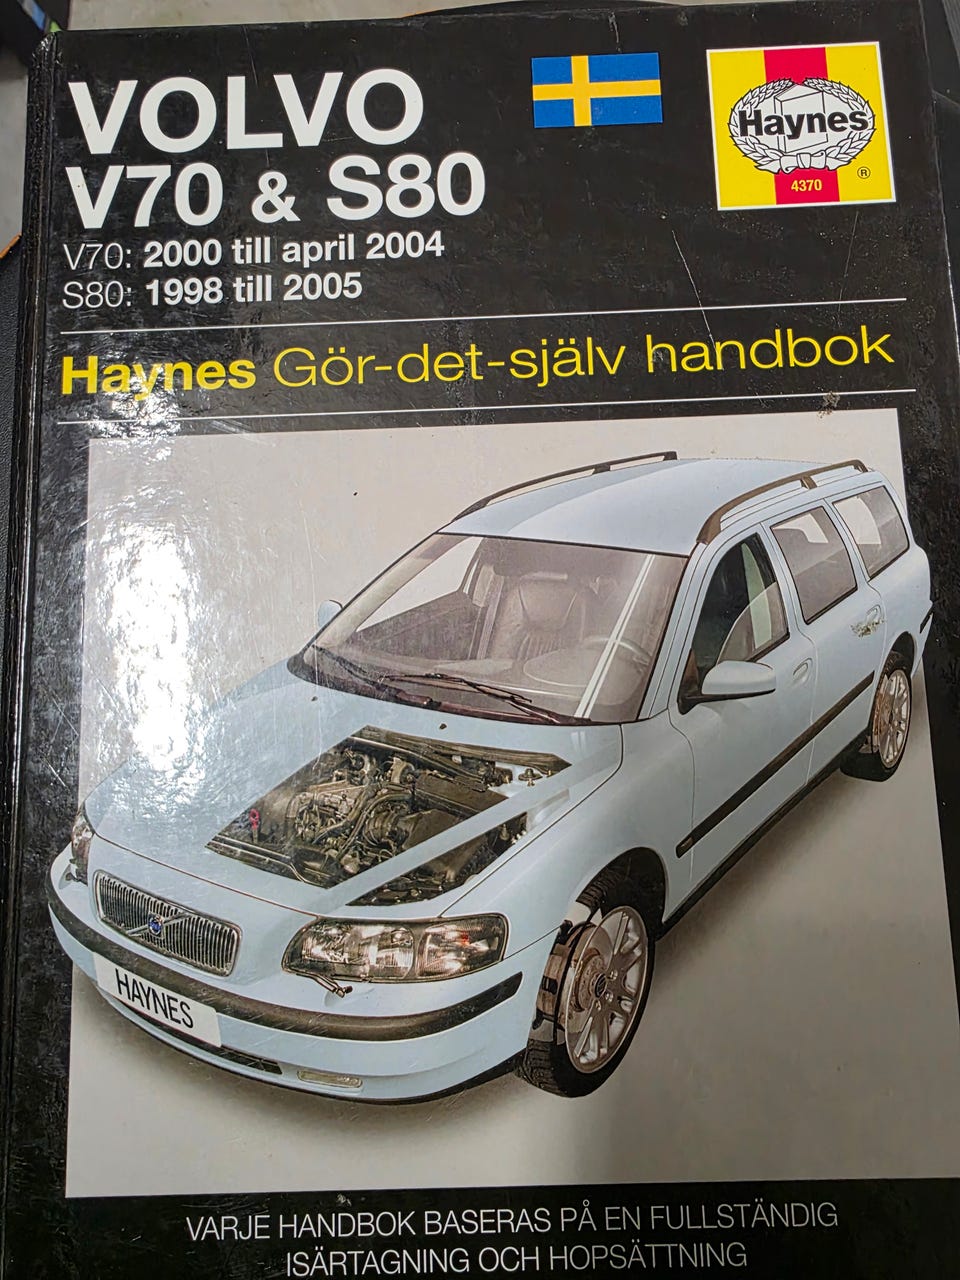 VOLVO
V70 & S80
V70: 2000 till april 2004
S80: 1998 till 2005
Haynes
®
4370
Haynes Gör-det-själv handbok
HAYNES
VARJE HANDBOK BASERAS PÅ EN FULLSTÄNDIG
ISÄRTAGNING OCH HOPSÄTTNING